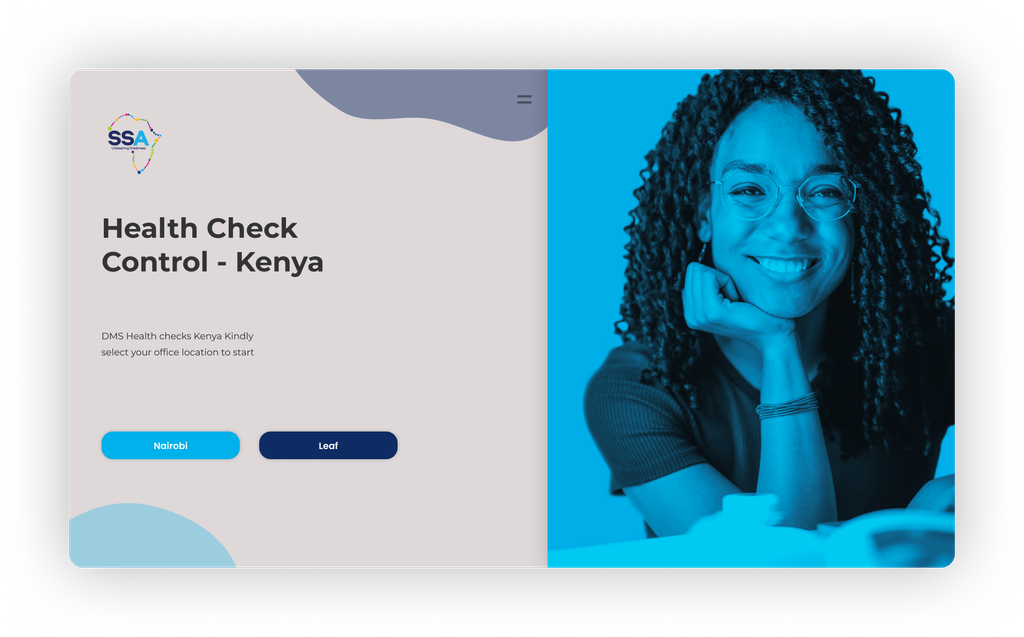 SSA
Unleashing Greatness
Health Check
Control - Kenya
DMS Health checks Kenya Kindly
select your office location to start
Nairobi
Leaf